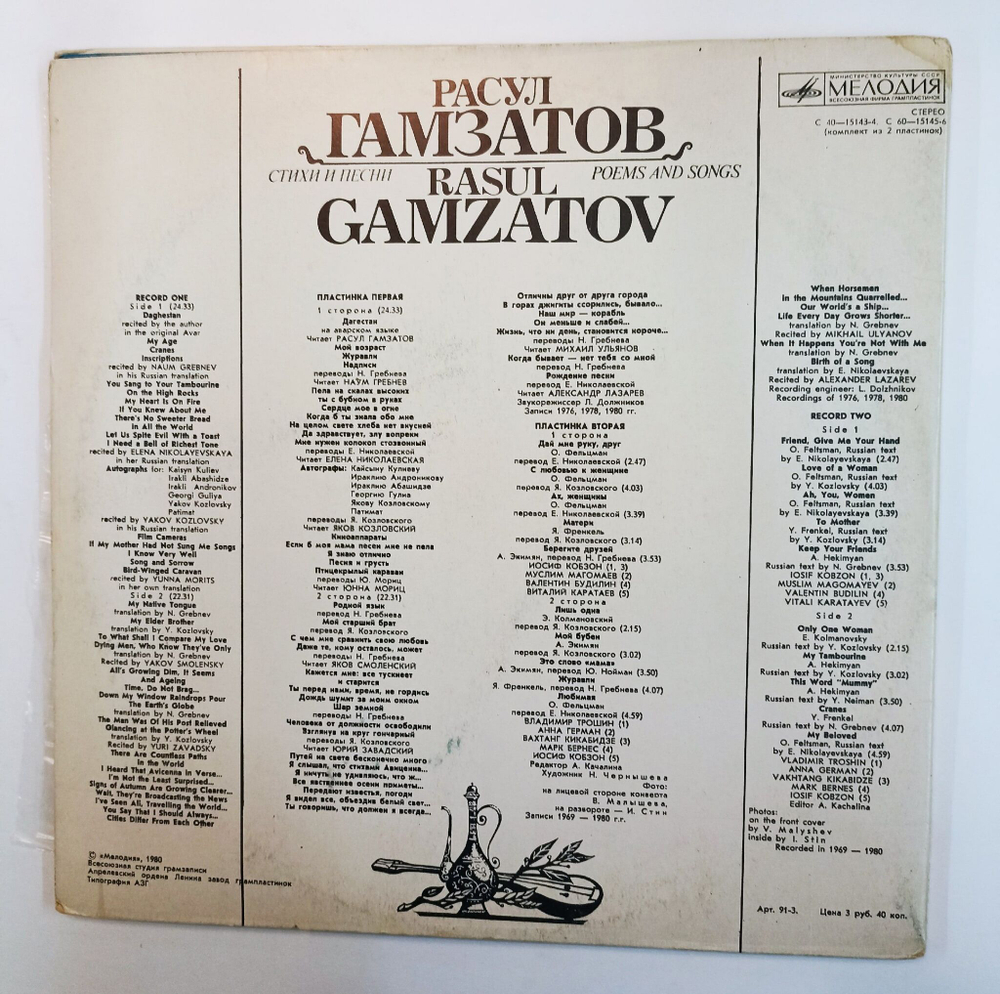 РАСУЛ
ГАМЗАТОВ
СТИХИ И ПЕСНИ
POEMS AND SONGS
RASUL
GAMZATOV
МИНИСТЕРСТВО КУЛЬТУРЫ СССР
МЕЛОДИЯ
ВСЕСОЮЗНАЯ ФИРМА ГРАМПЛАСТИНОК
СТЕРЕО
С 40—15143-4. С 60—15145-6
(комплект из 2 пластинок)
RECORD ONE
Side 1 (24.33)
Daghestan
recited by the author
in the original Avar
My Age
Cranes
Inscriptions
recited by NAUM GREBNEV
in his Russian translation
You Sang to Your Tambourine
On the High Rocks
My Heart Is On Fire
If You Knew About Me
There's No Sweeter Bread
In All the World
Let Us Spite Evil With a Toast
I Need a Bell of Richest Tone
recited by ELENA NIKOLAYEVSKAYA
in her Russian translation
Autographs for: Kaisyn Kuliev
Irakli Abashidze
Irakli Andronikov
Georgi Guliya
Yakov Kozlovsky
Patimat
recited by YAKOV KOZLOVSKY
in his Russian translation
Film Cameras
If My Mother Had Not Sung Me Songs
I Know Very Well
Song and Sorrow
Bird-Winged Caravan
recited by YUNNA MORITS
in her own translation
Side 2 (22.31)
My Native Tongue
translation by N. Grebnev
My Elder Brother
translation by Y. Kozlovsky
To What Shall I Compare My Love
Dying Men, Who Know They've Only
translation by N. Grebnev
Recited by YAKOV SMOLENSKY
All's Growing Dim, It Seems
And Ageing
Time, Do Not Brag...
Down My Window Raindrops Pour
The Earth's Globe
translation by N. Grebnev
The Man Was Of His Post Relieved
Glancing at the Potter's Wheel
translation by Y. Kozlovsky
Recited by YURI ZAVADSKY
There Are Countless Paths
In the World
I Heard That Avicenna in Verse...
I'm Not the Least Surprised...
Signs of Autumn Are Growing Clearer...
Wait, They're Broadcasting the News
I've Seen All, Travelling the World...
You Say That I Should Always...
Cities Differ From Each Other
© «Мелодия», 1980
Всесоюзная студия грамзаписи
Апрелевский ордена Ленина завод грампластинок
Типография АЗГ
ПЛАСТИНКА ПЕРВАЯ
1 сторона (24.33)
Дагестан
на аварском языке
Читает РАСУЛ ГАМЗАТОВ
Мой возраст
Журавли
Надписи
переводы Н. Гребнева
Читает НАУМ ГРЕБНЕВ
Пела на скалах высоких
ты с бубном в руках
Сердце мое в огне
Когда б ты знала обо мне
На целом свете хлеба нет вкусней
Да здравствует, злу вопреки
Мне нужен колокол стозвонный
переводы Е. Николаевской
Читает ЕЛЕНА НИКОЛАЕВСКАЯ
Автографы: Кайсыну Кулиеву
Ираклию Андроникову
Ираклию Абашидзе
Георгию Гулиа
Якову Козловскому
Патимат
переводы Я. Козловского
Читает ЯКОВ КОЗЛОВСКИЙ
Киноаппараты
Если б моя мама песен мне не пела
Я знаю отлично
Песня и грусть
Птицекрылый караван
переводы Ю. Мориц
Читает ЮННА МОРИЦ
2 сторона (22.31)
Родной язык
перевод Н. Гребнева
Мой старший брат
перевод Я. Козловского
С чем мне сравнить свою любовь
Даже те, кому осталось, может
переводы Н. Гребнева
Читает ЯКОВ СМОЛЕНСКИЙ
Кажется мне: все тускнеет
и старится
Ты перед нами, время, не гордись
Дождь шумит за моим окном
Шар земной
переводы Н. Гребнева
Человека от должности освободили
Взглянув на круг гончарный
переводы Я. Козловского
Читает ЮРИЙ ЗАВАДСКИЙ
Путей на свете бесконечно много
Я слышал, что стихами Авиценна...
Я ничуть не удивляюсь, что ж...
Все явственнее осени приметы...
Передают известья, погоди
Я видел все, объездив белый свет...
Ты говоришь, что должен я всегда...
Отличны друг от друга города
В горах джигиты ссорились, бывало...
Наш мир — корабль
Он меньше и слабей...
Жизнь, что ни день, становится короче...
переводы Н. Гребнева
Читает МИХАИЛ УЛЬЯНОВ
Когда бывает — нет тебя со мной
перевод Н. Гребнева
Рождение песни
перевод Е. Николаевской
Читает АЛЕКСАНДР ЛАЗАРЕВ
Звукорежиссер Л. Должников
Записи 1976, 1978, 1980 гг.
ПЛАСТИНКА ВТОРАЯ
1 сторона
Дай мне руку, друг
О. Фельцман
перевод Е. Николаевской (2.47)
С любовью к женщине
О. Фельцман
перевод Я. Козловского (4.03)
Ах, женщины
О. Фельцман
перевод Е. Николаевской (3.39)
Матери
Я. Френкель
перевод Я. Козловского (3.14)
Берегите друзей
А. Экимян, перевод Н. Гребнева (3.53)
ИОСИФ КОБЗОН (1, 3)
МУСЛИМ МАГОМАЕВ (2)
ВАЛЕНТИН БУДИЛИН (4)
ВИТАЛИЙ КАРАТАЕВ (5)
2 сторона
Лишь одна
Э. Колмановский
перевод Я. Козловского (2.15)
Мой бубен
А. Экимян
перевод Я. Козловского (3.02)
Это слово «мама»
А. Экимян, перевод Ю. Нойман (3.50)
Журавли
Я. Френкель, перевод Н. Гребнева (4.07)
Любимая
О. Фельцман
перевод Е. Николаевской (4.59)
ВЛАДИМИР ТРОШИН (1)
АННА ГЕРМАН (2)
ВАХТАНГ КИКАБИДЗЕ (3)
МАРК БЕРНЕС (4)
ИОСИФ КОБЗОН (5)
Редактор А. Качалина
Художник Н. Чернышева
Фото:
на лицевой стороне конверта
В. Малышева,
на развороте — И. Стин
Записи 1969 — 1980 г.г.
When Horsemen
in the Mountains Quarrelled...
Our World's a Ship...
Life Every Day Grows Shorter...
translation by N. Grebnev
Recited by MIKHAIL ULYANOV
When It Happens You're Not With Me
translation by N. Grebnev
Birth of a Song
translation by E. Nikolaevskaya
Recited by ALEXANDER LAZAREV
Recording engineer: L. Dolzhnikov
Recordings of 1976, 1978, 1980
RECORD TWO
Side 1
Friend, Give Me Your Hand
O. Feltsman, Russian text
by E. Nikolayevskaya (2.47)
Love of a Woman
O. Feltsman, Russian text
by Y. Kozlovsky (4.03)
Ah, You, Women
O. Feltsman, Russian text
by E. Nikolayevskaya (3.39)
To Mother
Y. Frenkel, Russian text
by Y. Kozlovsky (3.14)
Keep Your Friends
A. Hekimyan
Russian text by N. Grebnev (3.53)
IOSIF KOBZON (1, 3)
MUSLIM MAGOMAYEV (2)
VALENTIN BUDILIN (4)
VITALI KARATAYEV (5)
Side 2
Only One Woman
E. Kolmanovsky
Russian text by Y. Kozlovsky (2.15)
My Tambourine
A. Hekimyan
Russian text by Y. Kozlovsky (3.02)
This Word "Mummy"
A. Hekimyan
Russian text by Y. Neiman (3.50)
Cranes
Y. Frenkel
Russian text by N. Grebnev (4.07)
My Beloved
O. Feltsman, Russian text
by E. Nikolayevskaya (4.59)
VLADIMIR TROSHIN (1)
ANNA GERMAN (2)
VAKHTANG KIKABIDZE (3)
MARK BERNES (4)
IOSIF KOBZON (5)
Editor A. Kachalina
Photos:
on the front cover
by V. Malyshev
inside by I. Stin
Recorded in 1969 — 1980
Арт. 91-3. Цена 3 руб. 40 коп.